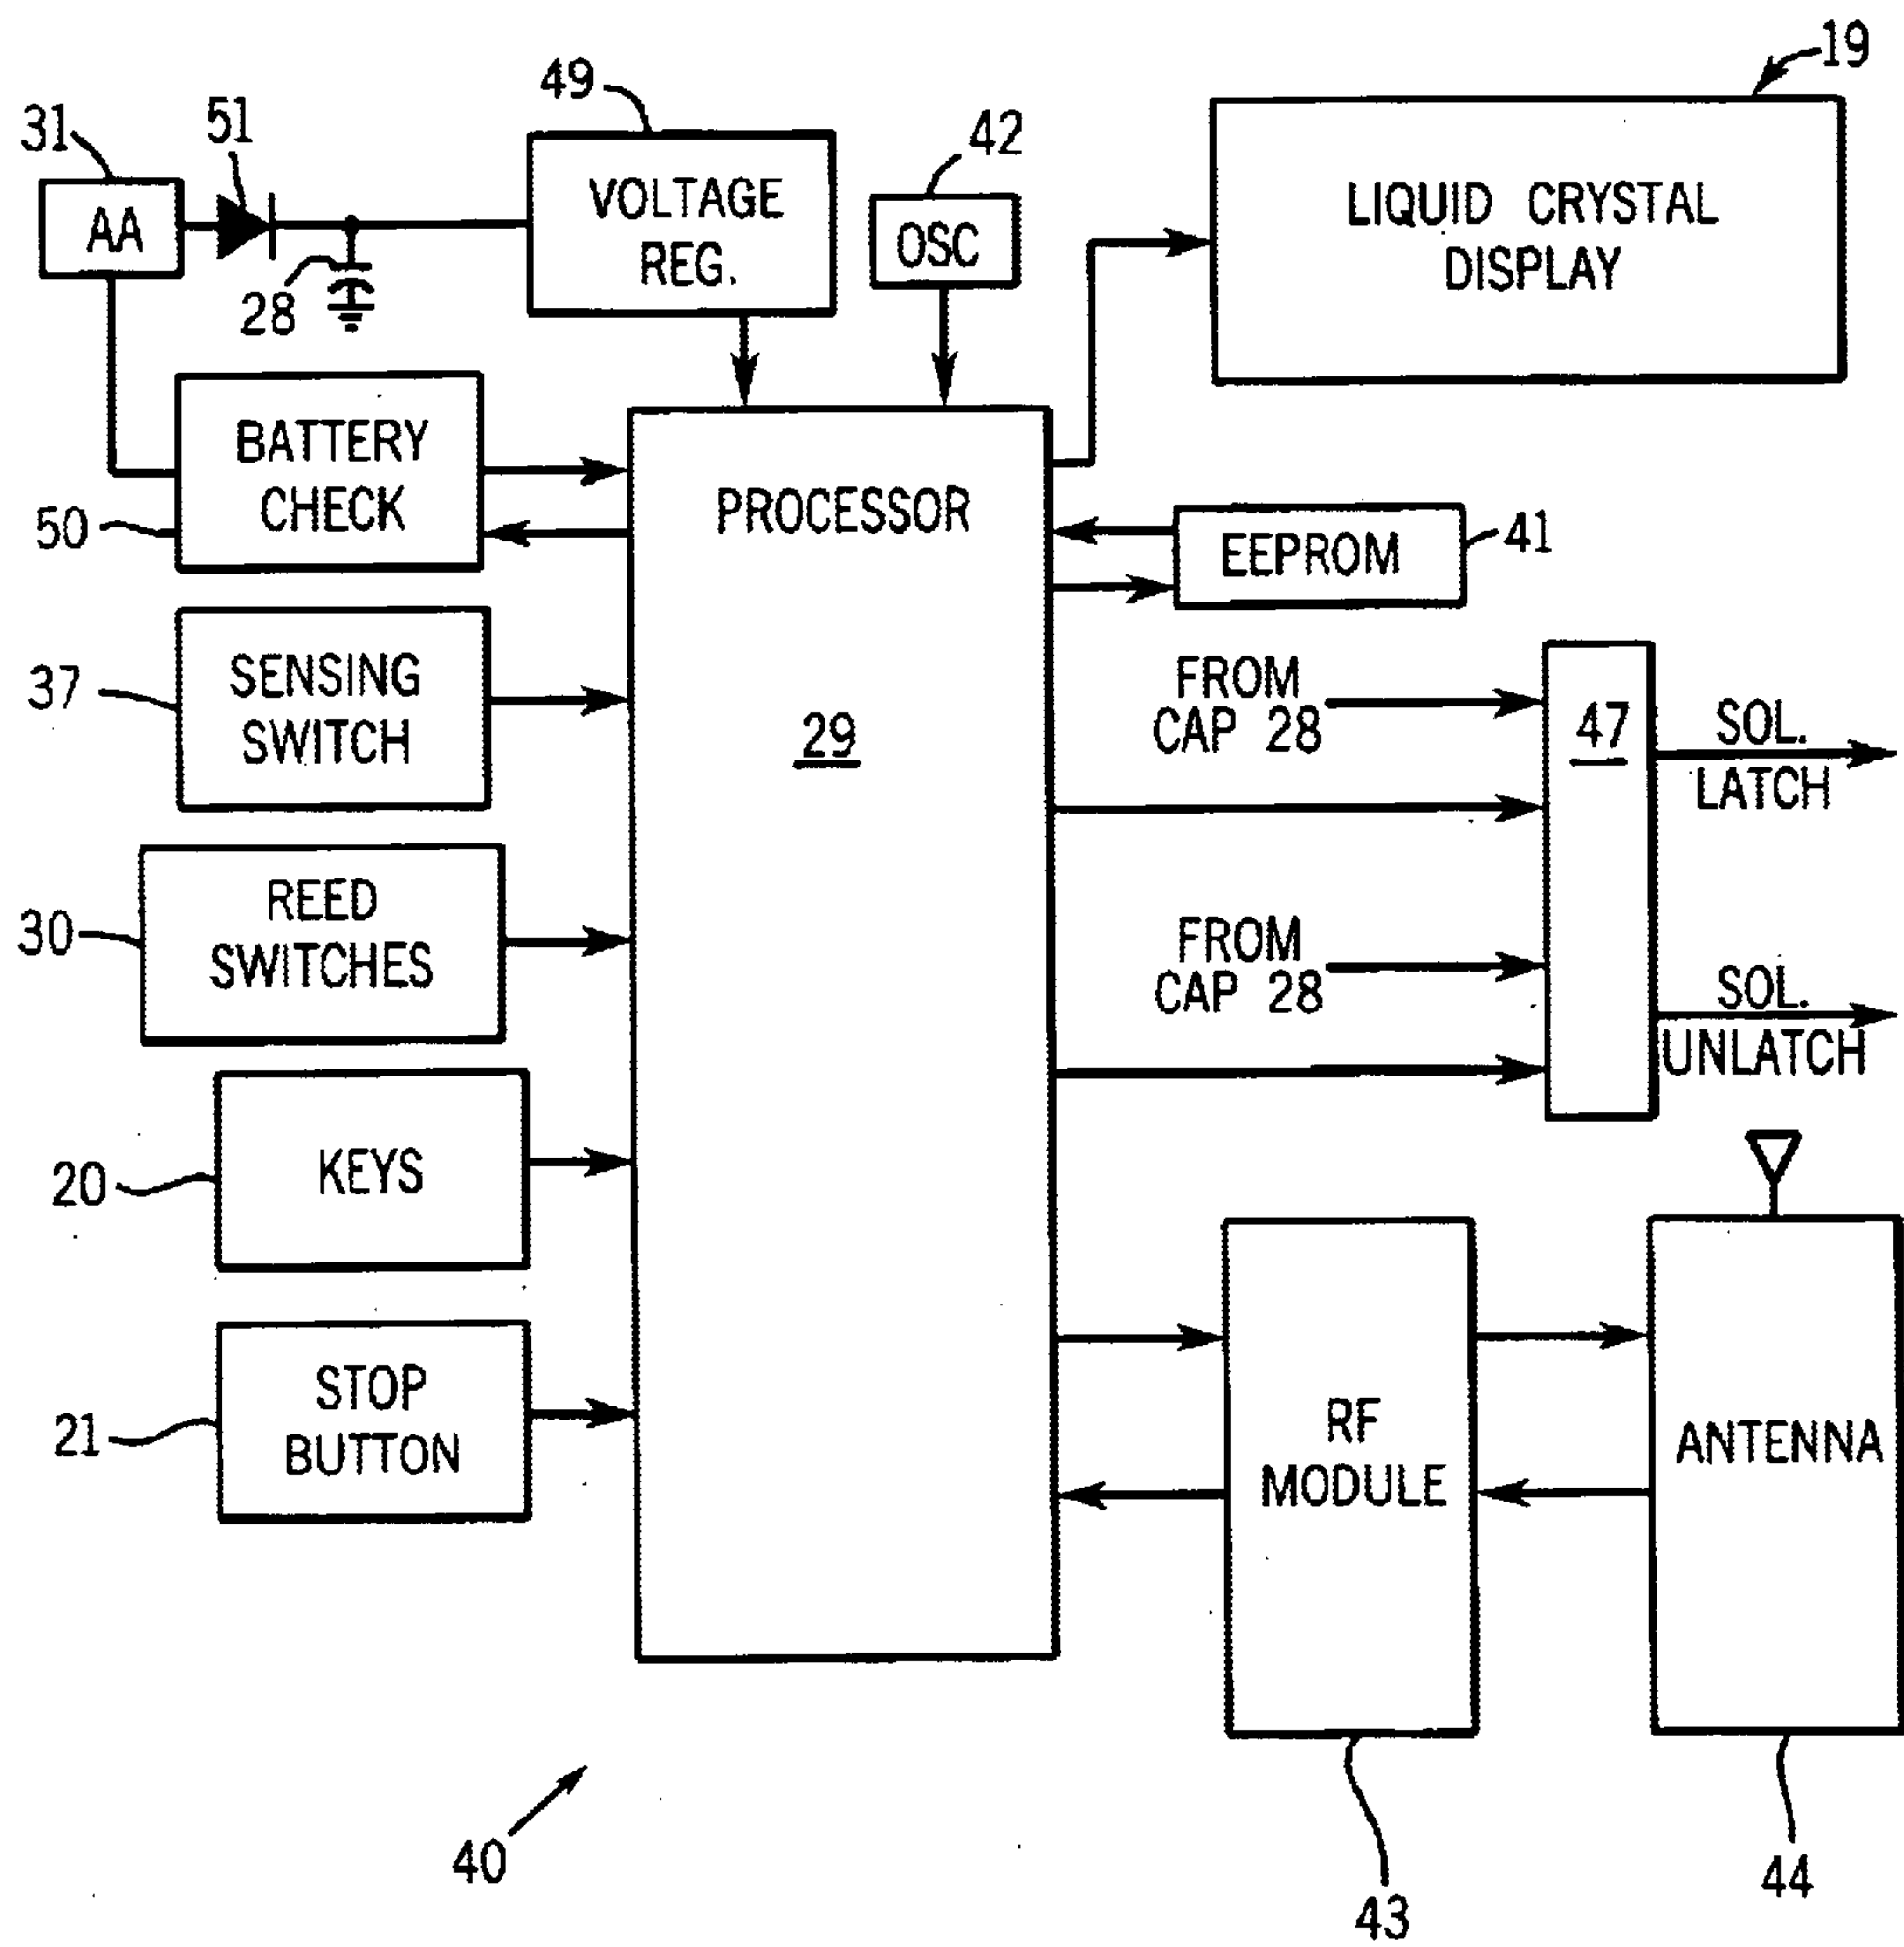 19
49
51
31
42
AA
VOLTAGE
REG.
OSC
LIQUID CRYSTAL
DISPLAY
28
BATTERY
CHECK
50
PROCESSOR
29
EEPROM
41
SENSING
SWITCH
37
FROM
CAP 28
47
SOL.
LATCH
REED
SWITCHES
30
FROM
CAP 28
SOL.
UNLATCH
KEYS
20
STOP
BUTTON
21
RF
MODULE
ANTENNA
40
43
44